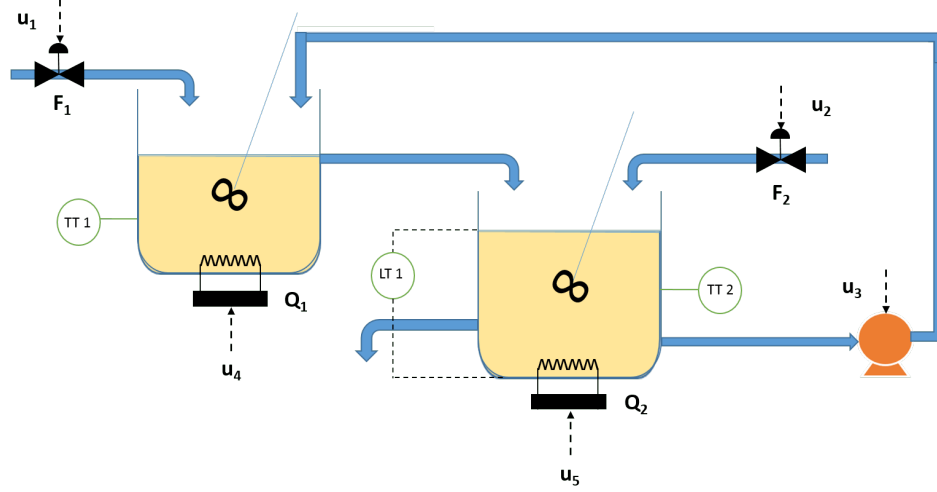 u₁
F₁
u₂
F₂
TT 1
LT 1
TT 2
Q₁
u₃
u₄
Q₂
u₅